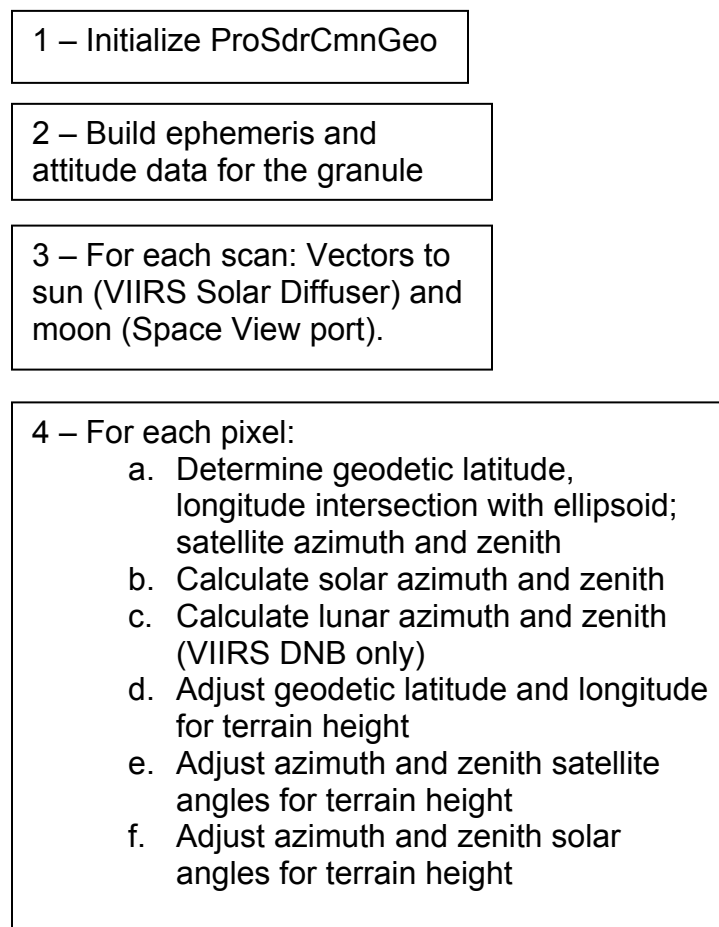 1 – Initialize ProSdrCmnGeo
2 – Build ephemeris and
attitude data for the granule
3 – For each scan: Vectors to
sun (VIIRS Solar Diffuser) and
moon (Space View port).
4 – For each pixel:
a. Determine geodetic latitude,
longitude intersection with ellipsoid;
satellite azimuth and zenith
b. Calculate solar azimuth and zenith
c. Calculate lunar azimuth and zenith
(VIIRS DNB only)
d. Adjust geodetic latitude and longitude
for terrain height
e. Adjust azimuth and zenith satellite
angles for terrain height
f. Adjust azimuth and zenith solar
angles for terrain height